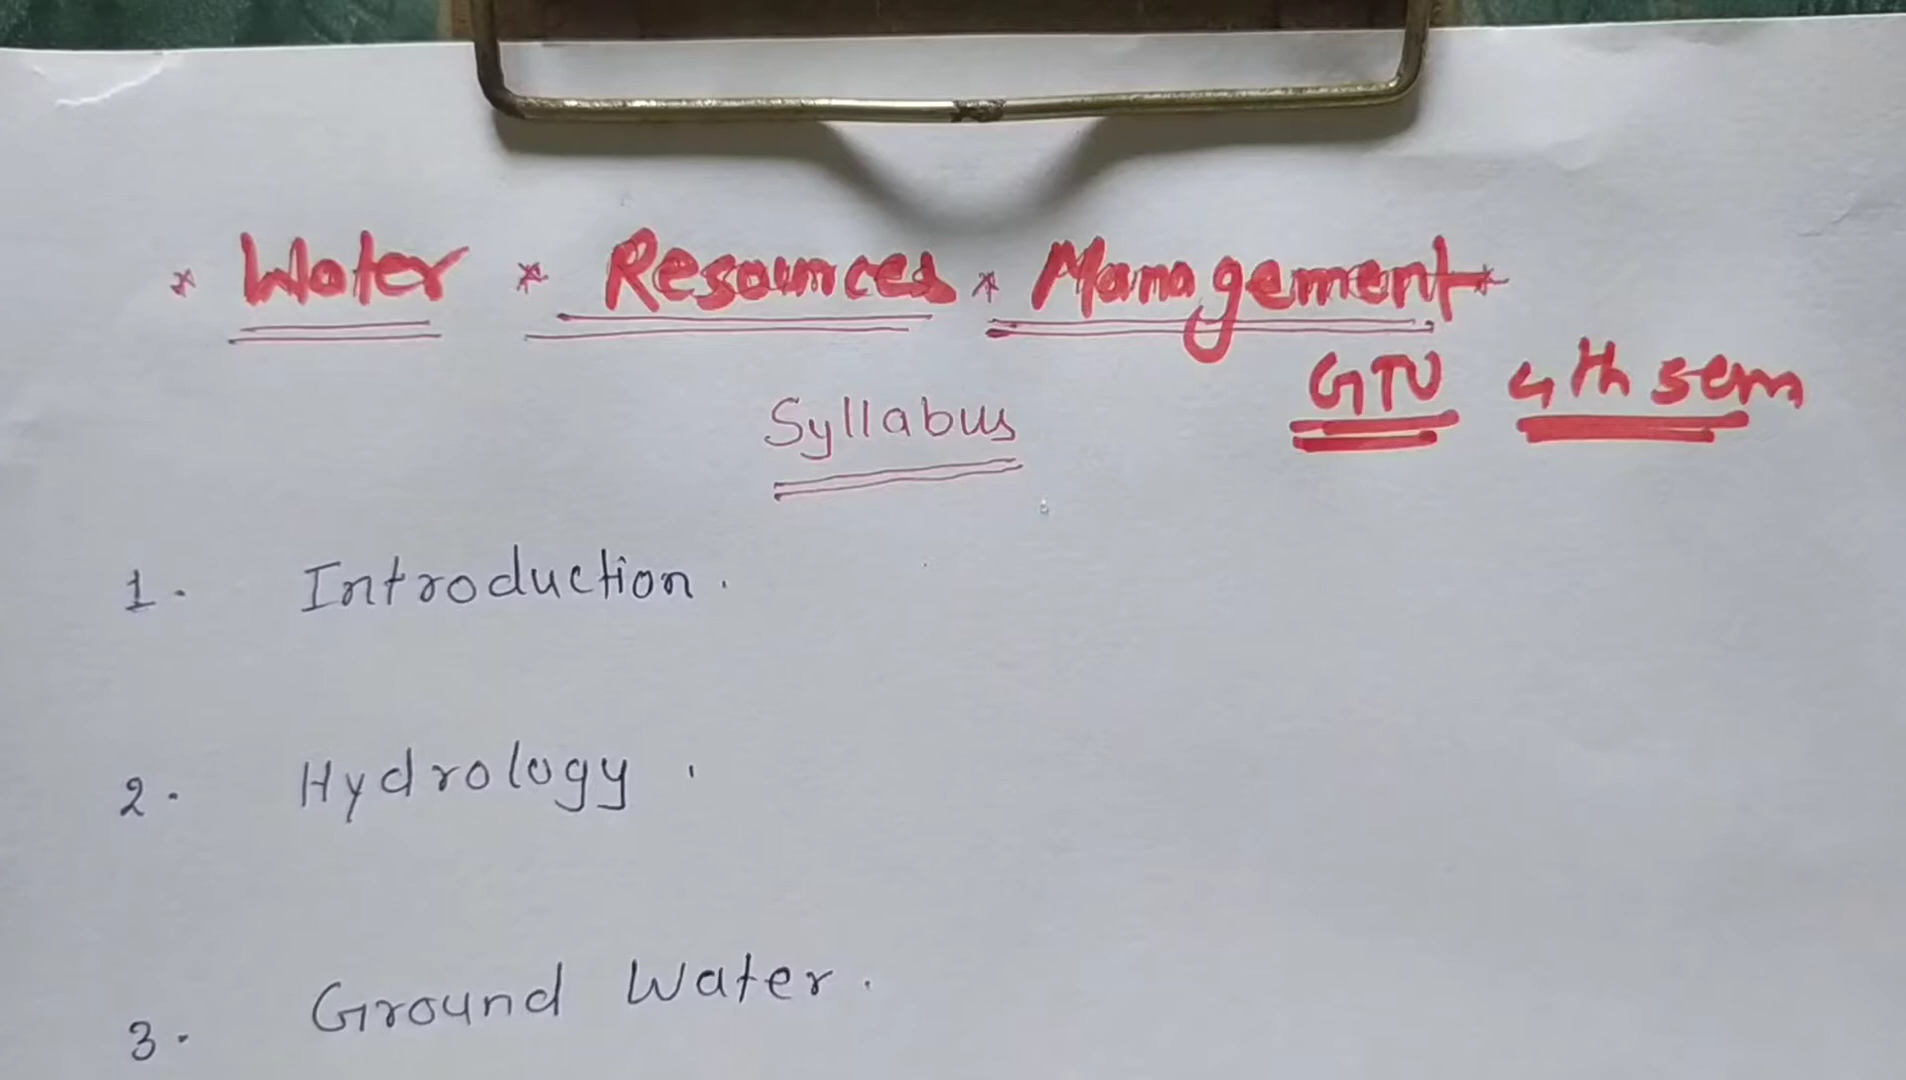 * Water * Resources * Management *
GTU 4th sem
Syllabus
1. Introduction.
2. Hydrology.
3. Ground Water.